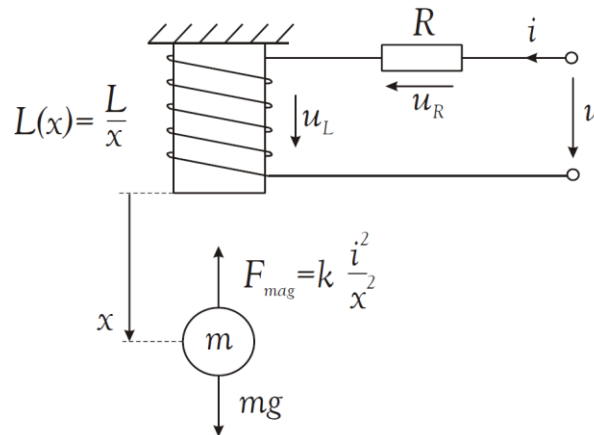 R
i
u_R
u_L
u
L(x)= L/x
F_mag=k i²/x²
x
m
mg